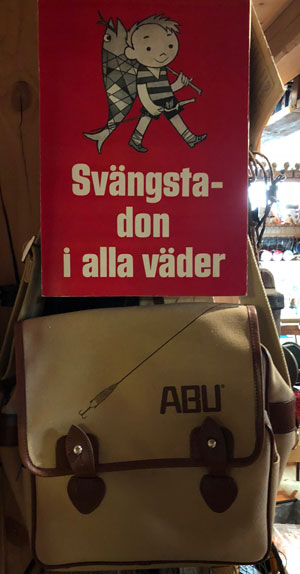 Svängsta-
don
i alla väder
ABU®